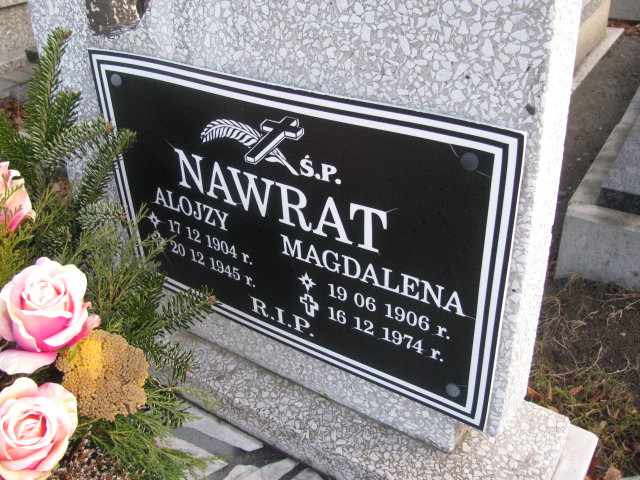 Ś.P.
NAWRAT
ALOJZY
17 12 1904 r.
20 12 1945 r.
MAGDALENA
19 06 1906 r.
16 12 1974 r.
R.I.P.